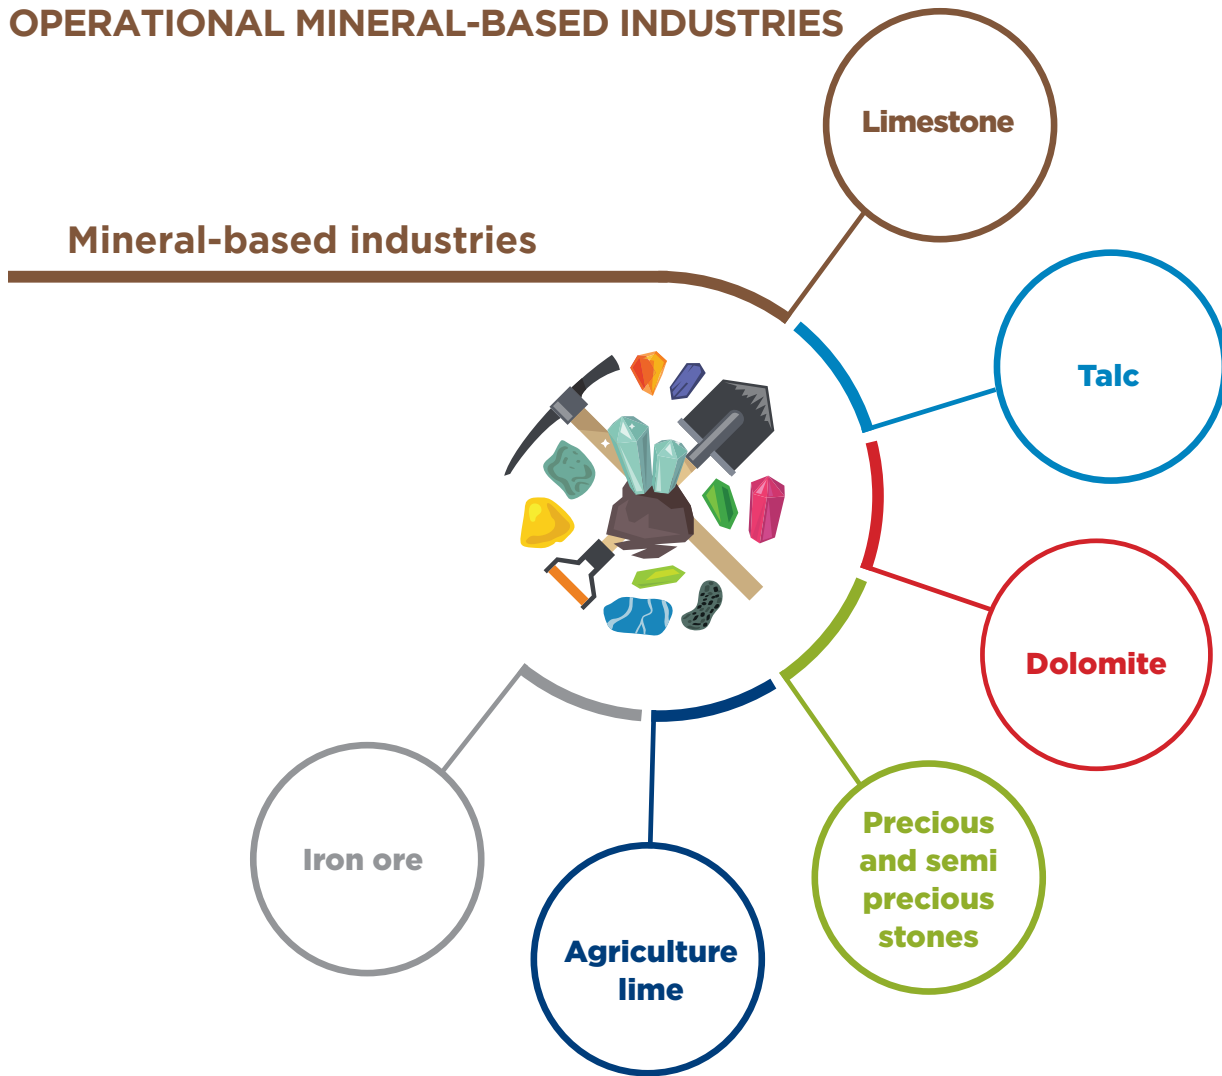 OPERATIONAL MINERAL-BASED INDUSTRIES
Limestone
Mineral-based industries
Talc
Dolomite
Precious
and semi
precious
stones
Agriculture
lime
Iron ore